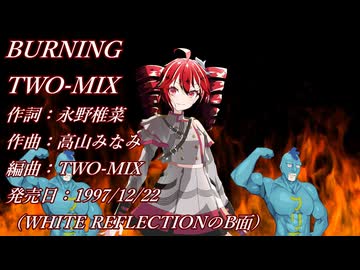 BURNING
TWO-MIX
作詞：永野椎菜
作曲：高山みなみ
編曲：TWO-MIX
発売日：1997/12/22
（WHITE REFLECTIONのB面）